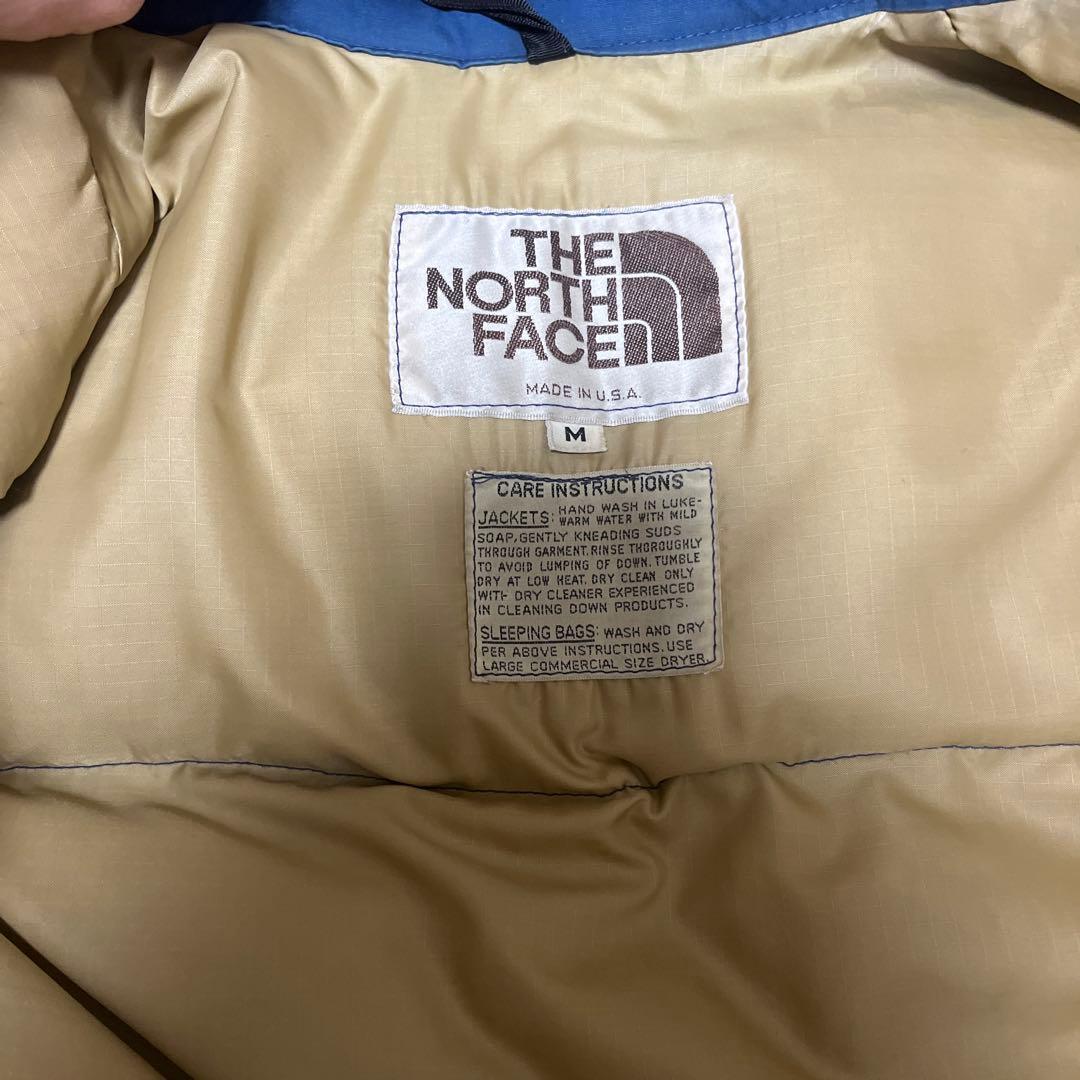 THE
NORTH
FACE
MADE IN U.S.A.
M
CARE INSTRUCTIONS
JACKETS: HAND WASH IN LUKE-
WARM WATER WITH MILD
SOAP, GENTLY KNEADING SUDS
THROUGH GARMENT. RINSE THOROUGHLY
TO AVOID LUMPING OF DOWN. TUMBLE
DRY AT LOW HEAT. DRY CLEAN ONLY
WITH DRY CLEANER EXPERIENCED
IN CLEANING DOWN PRODUCTS.
SLEEPING BAGS: WASH AND DRY
PER ABOVE INSTRUCTIONS. USE
LARGE COMMERCIAL SIZE DRYER.